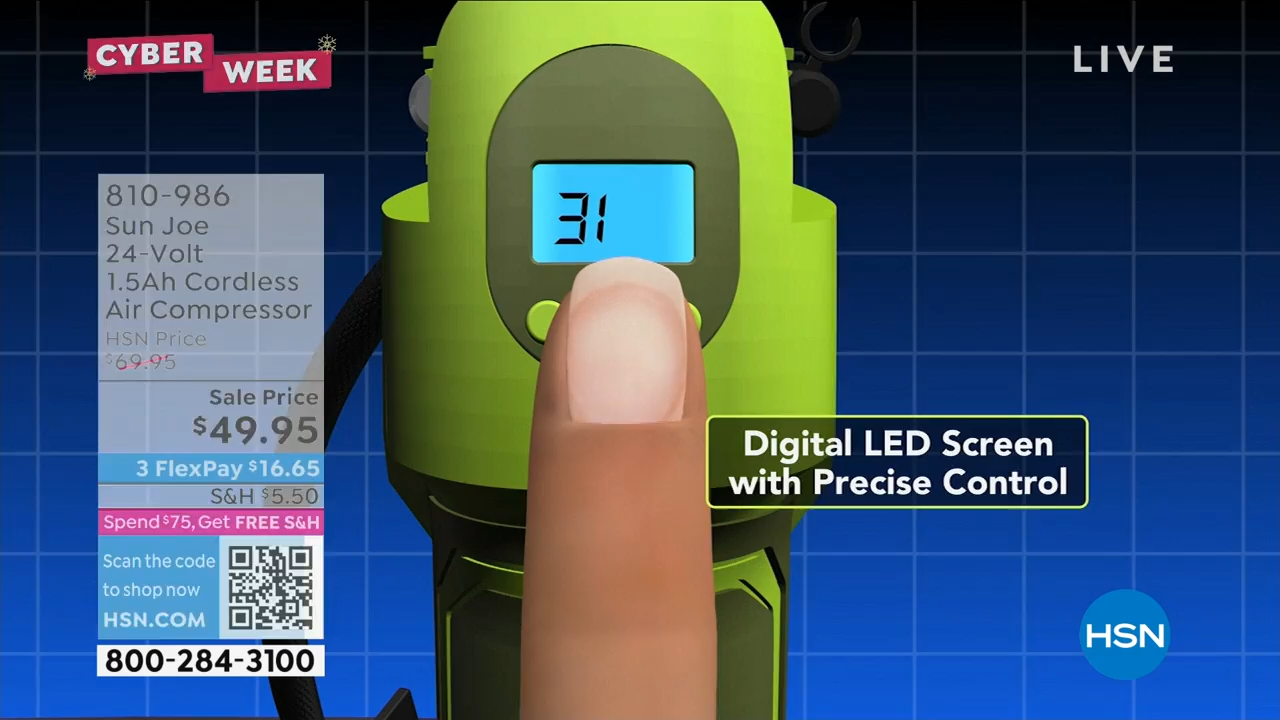 CYBER
WEEK
LIVE
810-986
Sun Joe
24-Volt
1.5Ah Cordless
Air Compressor
HSN Price
$69.95
Sale Price
$49.95
3 FlexPay $16.65
S&H $5.50
Spend $75, Get FREE S&H
Scan the code
to shop now
HSN.COM
800-284-3100
31
Digital LED Screen
with Precise Control
HSN